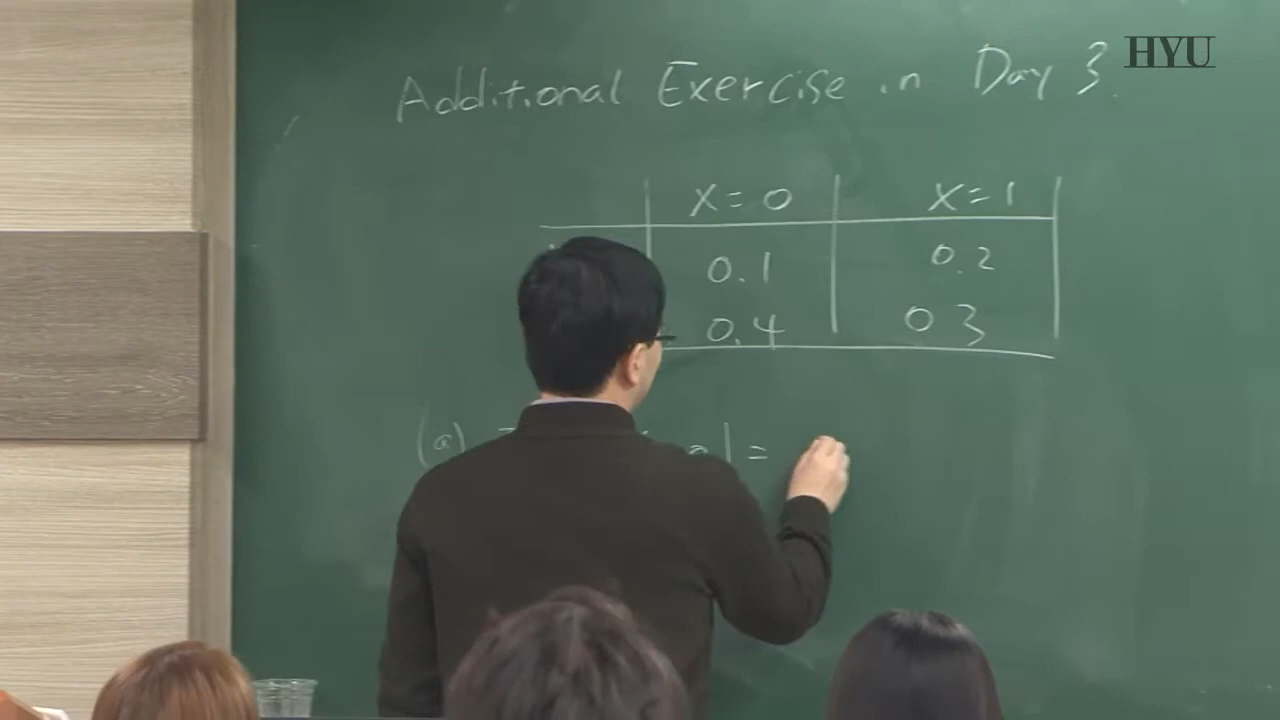 HYU
Additional Exercise in Day 3.
X=0 X=1
0.1 0.2
0.4 0 3
(a) =